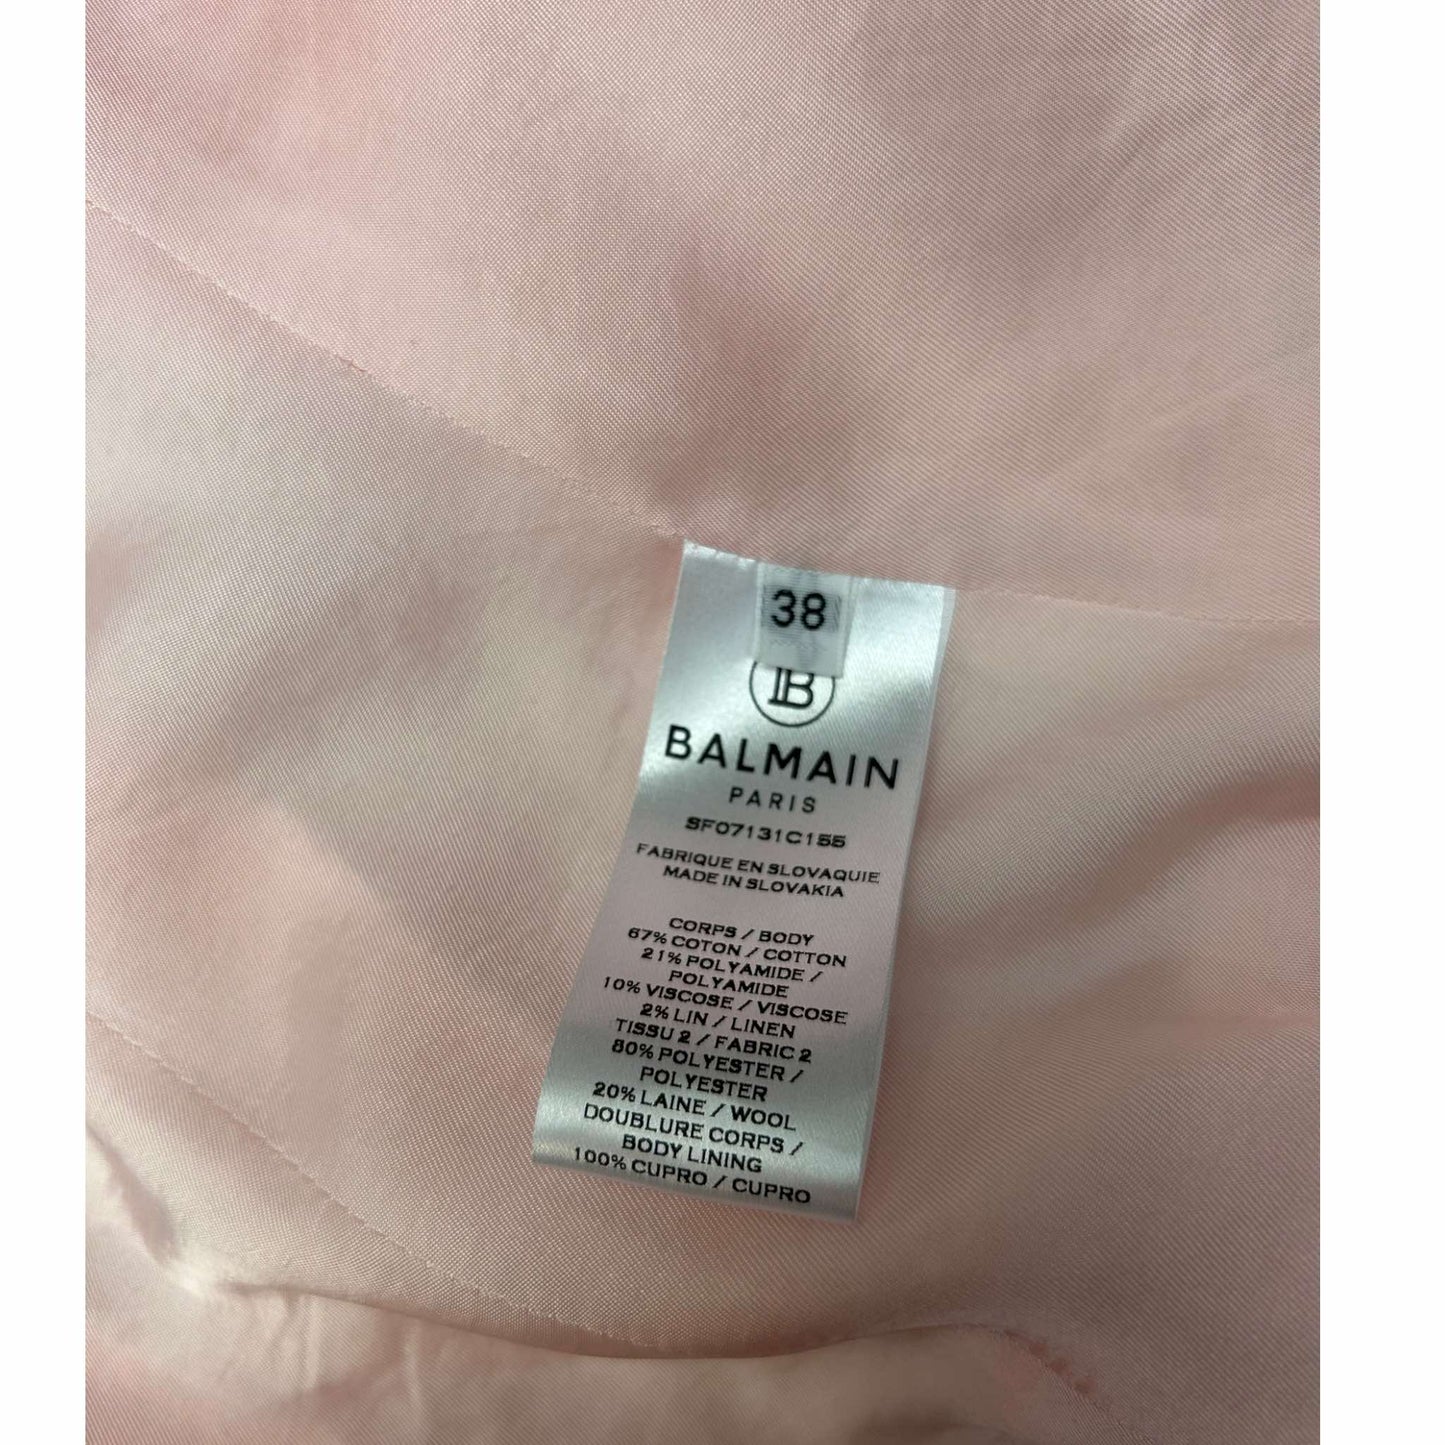 38
B
BALMAIN
PARIS
SF07131C155
FABRIQUE EN SLOVAQUIE
MADE IN SLOVAKIA
CORPS / BODY
67% COTON / COTTON
21% POLYAMIDE /
POLYAMIDE
10% VISCOSE / VISCOSE
2% LIN / LINEN
TISSU 2 / FABRIC 2
80% POLYESTER /
POLYESTER
20% LAINE / WOOL
DOUBLURE CORPS /
BODY LINING
100% CUPRO / CUPRO